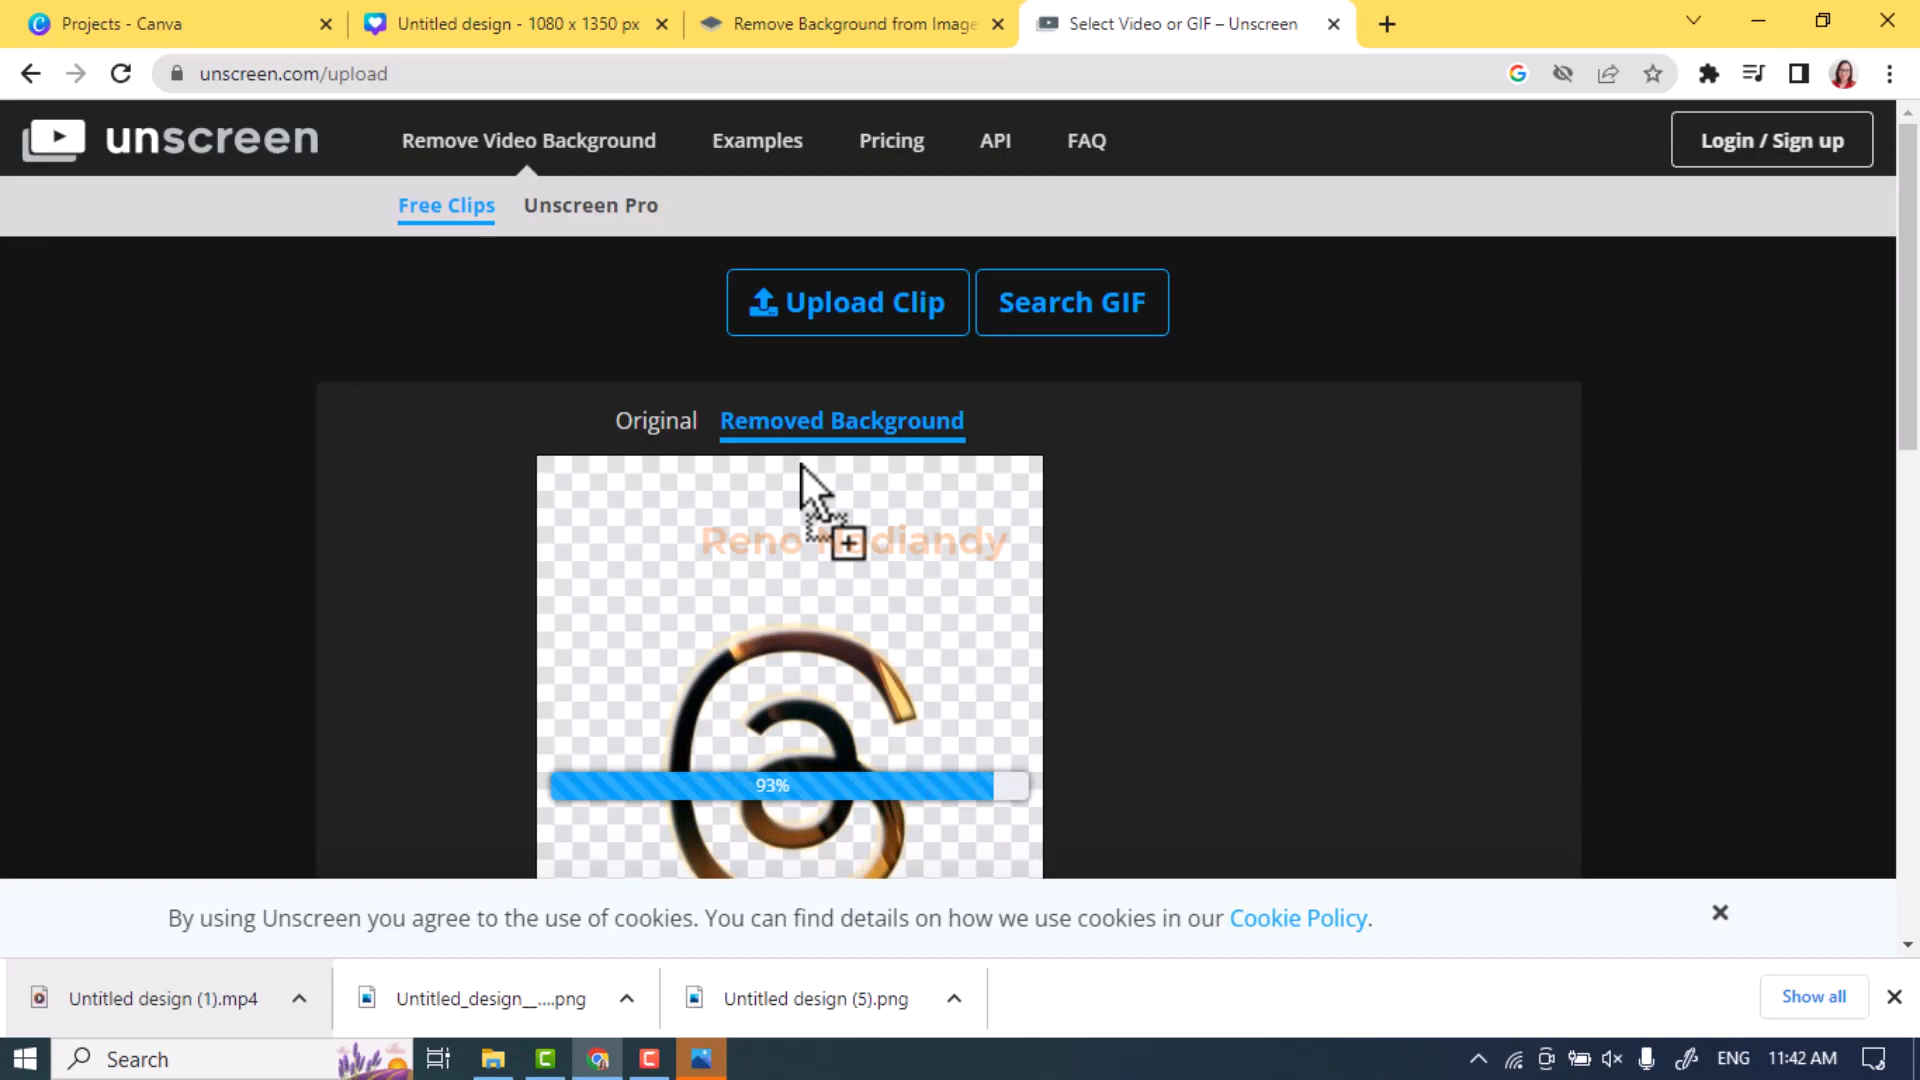 Projects - Canva
Untitled design - 1080 x 1350 px
Remove Background from Image
Select Video or GIF – Unscreen
unscreen.com/upload
unscreen
Remove Video Background
Examples
Pricing
API
FAQ
Login / Sign up
Free Clips
Unscreen Pro
Upload Clip
Search GIF
Original
Removed Background
Reno Nadiandy
93%
By using Unscreen you agree to the use of cookies. You can find details on how we use cookies in our Cookie Policy.
Untitled design (1).mp4
Untitled_design__....png
Untitled design (5).png
Show all
Search
ENG
11:42 AM